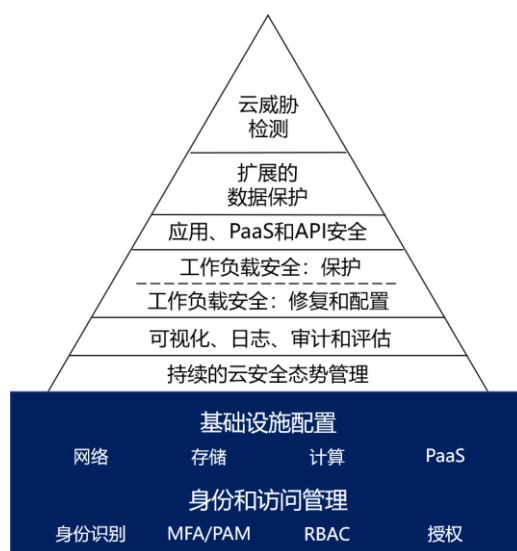 云威胁
检测
扩展的
数据保护
应用、PaaS和API安全
工作负载安全：保护
工作负载安全：修复和配置
可视化、日志、审计和评估
持续的云安全态势管理
基础设施配置
网络 存储 计算 PaaS
身份和访问管理
身份识别 MFA/PAM RBAC 授权